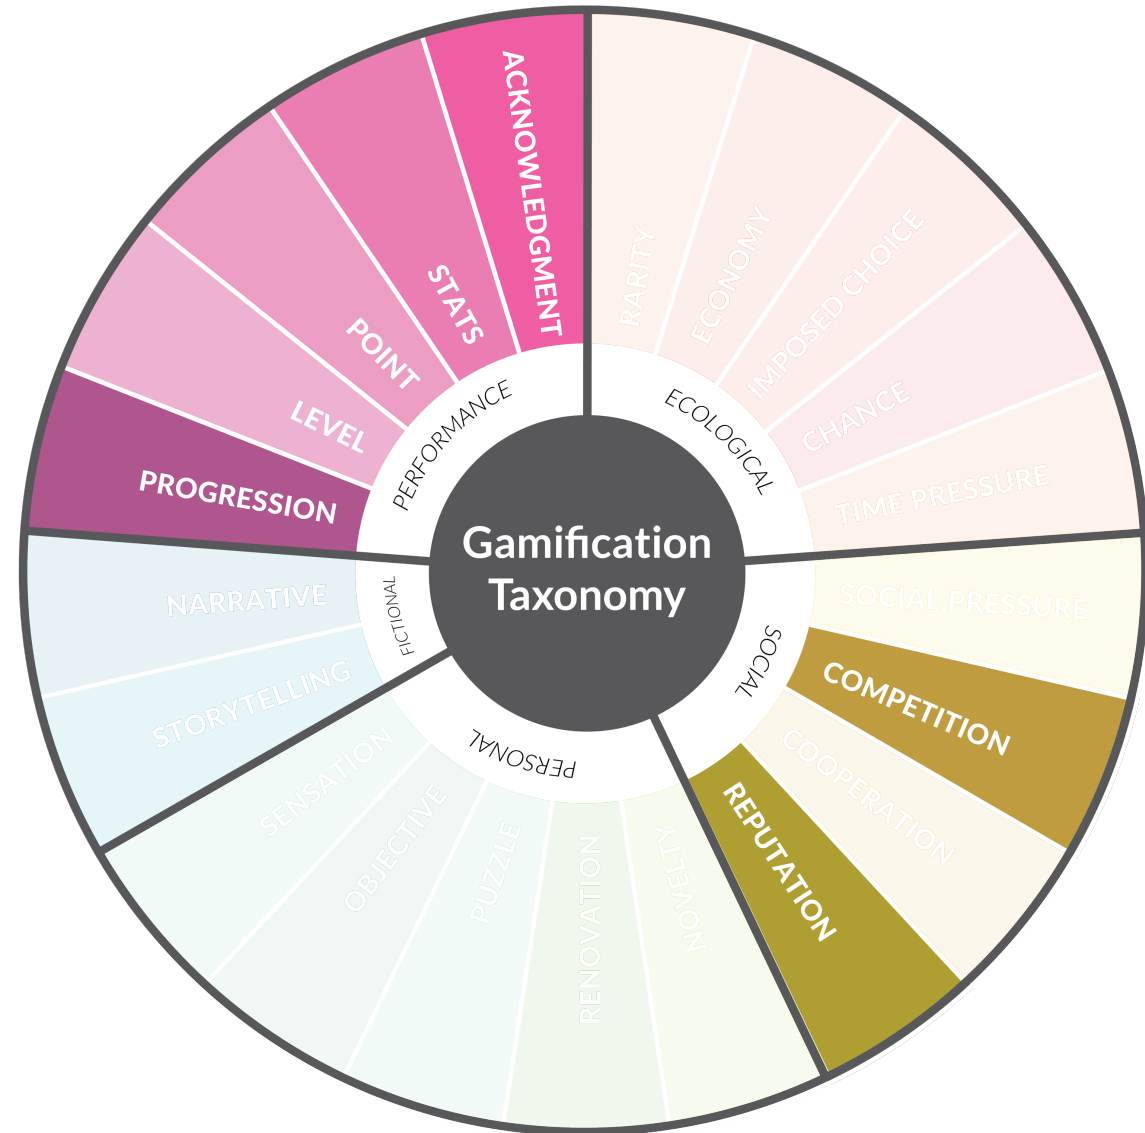 Gamification
Taxonomy
PERFORMANCE
ACKNOWLEDGMENT
STATS
POINT
LEVEL
PROGRESSION
ECOLOGICAL
RARITY
ECONOMY
IMPOSED CHOICE
CHANCE
TIME PRESSURE
SOCIAL
SOCIAL PRESSURE
COMPETITION
COOPERATION
REPUTATION
PERSONAL
NOVELTY
RENOVATION
PUZZLE
OBJECTIVE
SENSATION
FICTIONAL
NARRATIVE
STORYTELLING